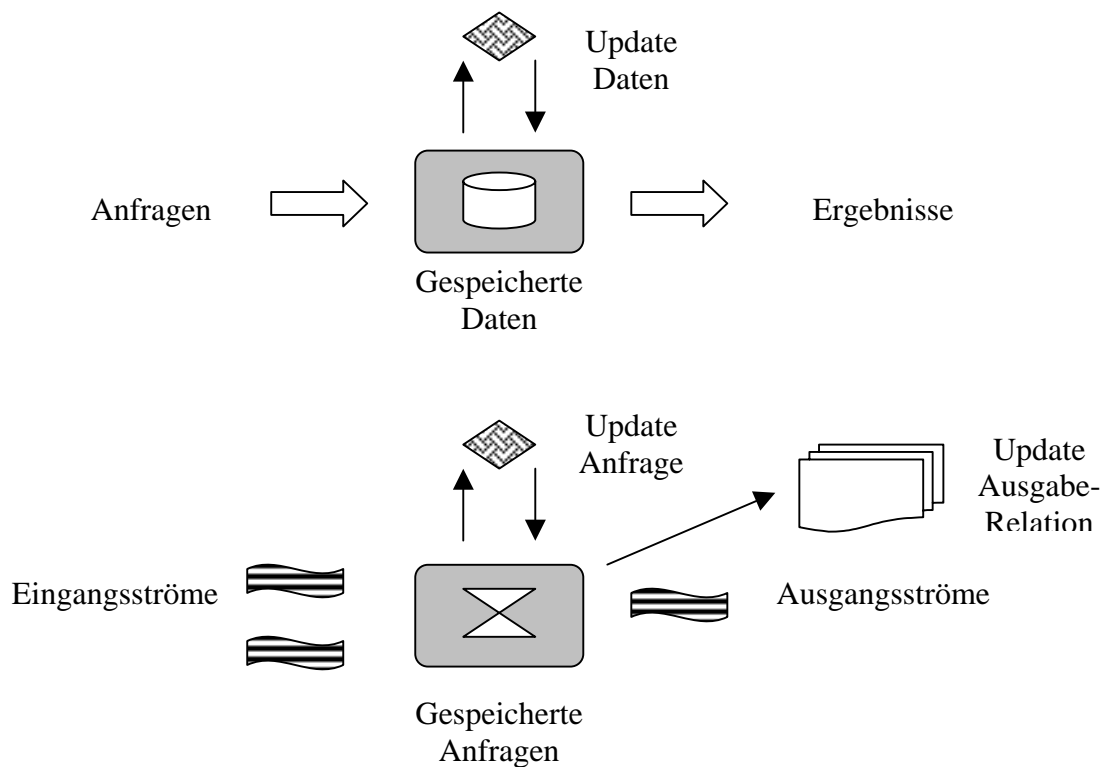 Update
Daten
Anfragen
Ergebnisse
Gespeicherte
Daten
Update
Anfrage
Update
Ausgabe-
Relation
Eingangsströme
Ausgangsströme
Gespeicherte
Anfragen